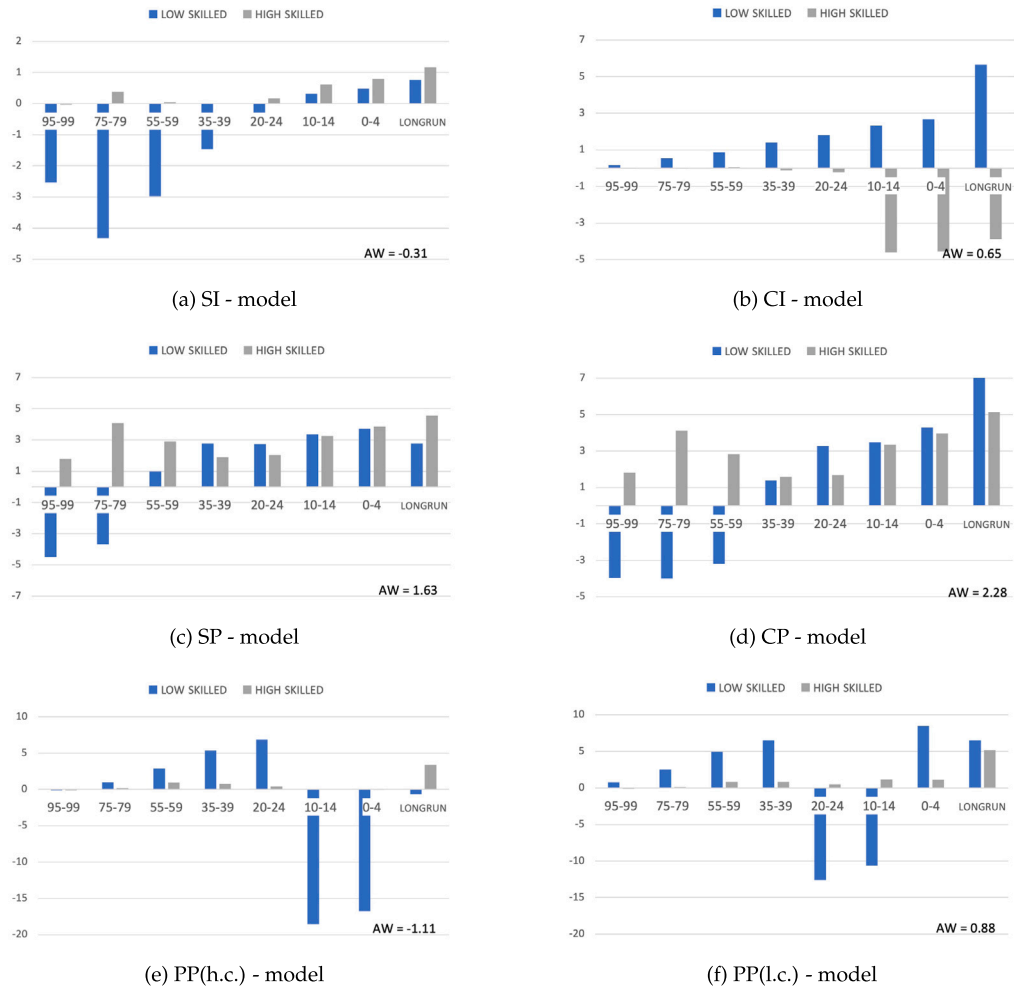 LOW SKILLED HIGH SKILLED
2
1
0
-1
-2
-3
-4
-5
95-99 75-79 55-59 35-39 20-24 10-14 0-4 LONGRUN
AW = -0.31
(a) SI - model
LOW SKILLED HIGH SKILLED
7
5
3
1
-1
-3
-5
95-99 75-79 55-59 35-39 20-24 10-14 0-4 LONGRUN
AW = 0.65
(b) CI - model
LOW SKILLED HIGH SKILLED
7
5
3
1
-1
-3
-5
-7
95-99 75-79 55-59 35-39 20-24 10-14 0-4 LONGRUN
AW = 1.63
(c) SP - model
LOW SKILLED HIGH SKILLED
7
5
3
1
-1
-3
-5
95-99 75-79 55-59 35-39 20-24 10-14 0-4 LONGRUN
AW = 2.28
(d) CP - model
LOW SKILLED HIGH SKILLED
10
5
0
-5
-10
-15
-20
95-99 75-79 55-59 35-39 20-24 10-14 0-4 LONGRUN
AW = -1.11
(e) PP(h.c.) - model
LOW SKILLED HIGH SKILLED
10
5
0
-5
-10
-15
-20
95-99 75-79 55-59 35-39 20-24 10-14 0-4 LONGRUN
AW = 0.88
(f) PP(l.c.) - model